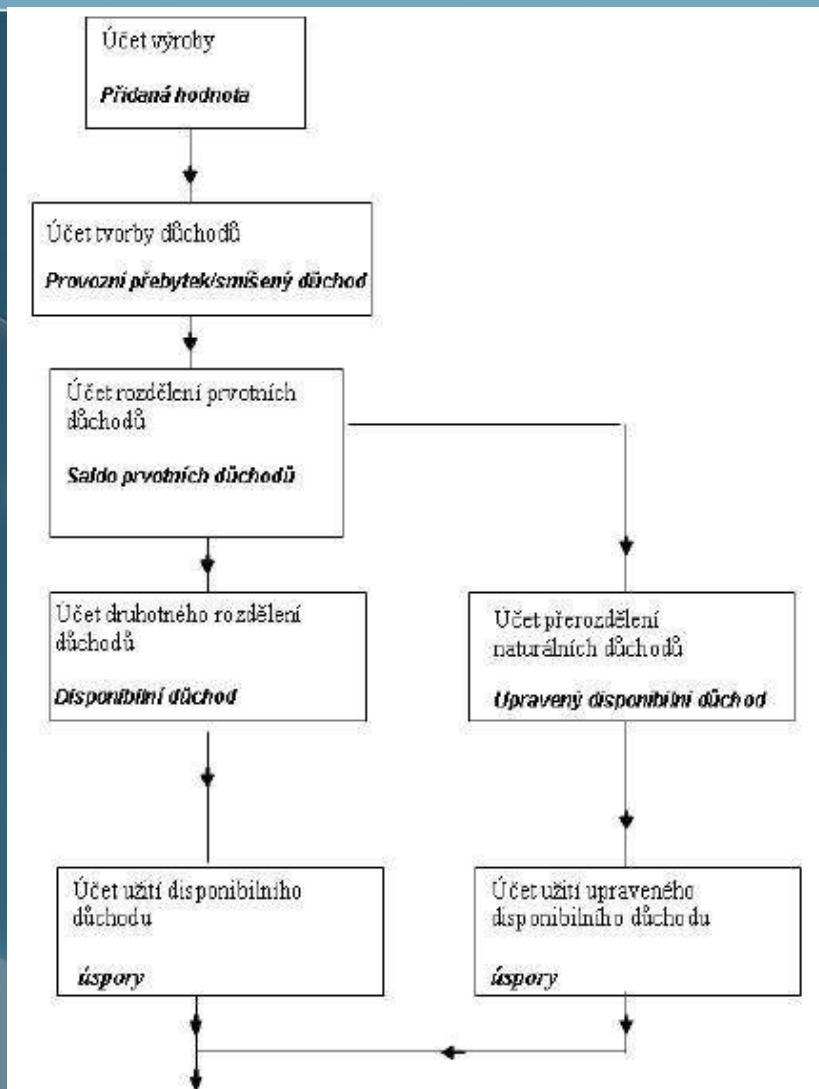 Účet výroby
Přidaná hodnota
Účet tvorby důchodů
Provozní přebytek/smíšený důchod
Účet rozdělení prvotních
důchodů
Saldo prvotních důchodů
Účet druhotného rozdělení
důchodů
Disponibilní důchod
Účet přerozdělení
naturálních důchodů
Upravený disponibilní důchod
Účet užití disponibilního
důchodu
úspory
Účet užití upraveného
disponibilního důchodu
úspory